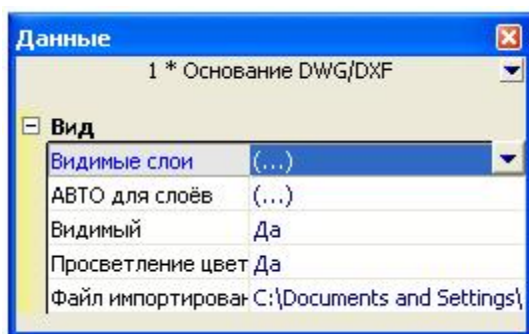 Данные
1 * Основание DWG/DXF
Вид
Видимые слои (...)
АВТО для слоёв (...)
Видимый Да
Просветление цвет Да
Файл импортирован C:\Documents and Settings\